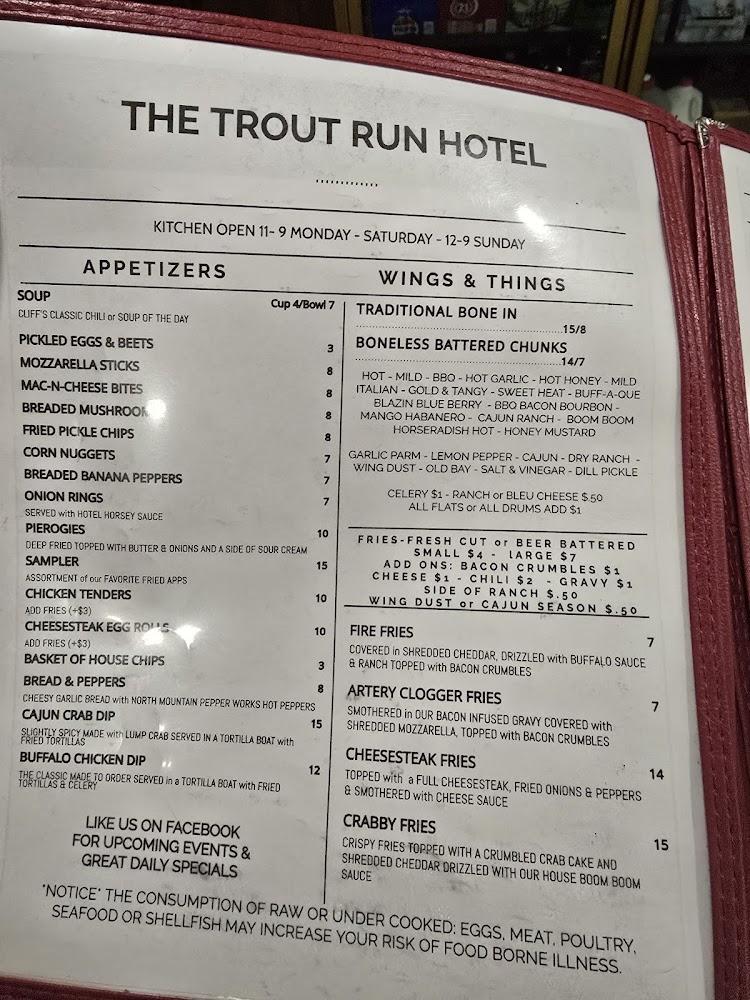 THE TROUT RUN HOTEL
KITCHEN OPEN 11- 9 MONDAY - SATURDAY - 12-9 SUNDAY
APPETIZERS
SOUP Cup 4/Bowl 7
CLIFF'S CLASSIC CHILI or SOUP OF THE DAY
PICKLED EGGS & BEETS 3
MOZZARELLA STICKS 8
MAC-N-CHEESE BITES 8
BREADED MUSHROOM 8
FRIED PICKLE CHIPS 8
CORN NUGGETS 7
BREADED BANANA PEPPERS 7
ONION RINGS 7
SERVED with HOTEL HORSEY SAUCE
PIEROGIES 10
DEEP FRIED TOPPED WITH BUTTER & ONIONS AND A SIDE OF SOUR CREAM
SAMPLER 15
ASSORTMENT of our FAVORITE FRIED APPS
CHICKEN TENDERS 10
ADD FRIES (+$3)
CHEESESTEAK EGG ROLLS 10
ADD FRIES (+$3)
BASKET OF HOUSE CHIPS 3
BREAD & PEPPERS 8
CHEESY GARLIC BREAD with NORTH MOUNTAIN PEPPER WORKS HOT PEPPERS
CAJUN CRAB DIP 15
SLIGHTLY SPICY MADE with LUMP CRAB SERVED IN A TORTILLA BOAT with
FRIED TORTILLAS
BUFFALO CHICKEN DIP 12
THE CLASSIC MADE TO ORDER SERVED in a TORTILLA BOAT with FRIED
TORTILLAS & CELERY
LIKE US ON FACEBOOK
FOR UPCOMING EVENTS &
GREAT DAILY SPECIALS
WINGS & THINGS
TRADITIONAL BONE IN
15/8
BONELESS BATTERED CHUNKS
14/7
HOT - MILD - BBQ - HOT GARLIC - HOT HONEY - MILD
ITALIAN - GOLD & TANGY - SWEET HEAT - BUFF-A-QUE
BLAZIN BLUE BERRY - BBQ BACON BOURBON -
MANGO HABANERO - CAJUN RANCH - BOOM BOOM
HORSERADISH HOT - HONEY MUSTARD
GARLIC PARM - LEMON PEPPER - CAJUN - DRY RANCH -
WING DUST - OLD BAY - SALT & VINEGAR - DILL PICKLE
CELERY $1 - RANCH or BLEU CHEESE $.50
ALL FLATS or ALL DRUMS ADD $1
FRIES-FRESH CUT or BEER BATTERED
SMALL $4 - lARGE $7
ADD ONS: BACON CRUMBLES $1
CHEESE $1 - CHILI $2 - GRAVY $1
SIDE OF RANCH $.50
WING DUST or CAJUN SEASON $.50
FIRE FRIES 7
COVERED in SHREDDED CHEDDAR, DRIZZLED with BUFFALO SAUCE
& RANCH TOPPED with BACON CRUMBLES
ARTERY CLOGGER FRIES 7
SMOTHERED in OUR BACON INFUSED GRAVY COVERED with
SHREDDED MOZZARELLA, TOPPED with BACON CRUMBLES
CHEESESTEAK FRIES 14
TOPPED with a FULL CHEESESTEAK, FRIED ONIONS & PEPPERS
& SMOTHERED with CHEESE SAUCE
CRABBY FRIES 15
CRISPY FRIES TOPPED WITH A CRUMBLED CRAB CAKE AND
SHREDDED CHEDDAR DRIZZLED WITH OUR HOUSE BOOM BOOM
SAUCE
*NOTICE* THE CONSUMPTION OF RAW OR UNDER COOKED: EGGS, MEAT, POULTRY,
SEAFOOD OR SHELLFISH MAY INCREASE YOUR RISK OF FOOD BORNE ILLNESS.